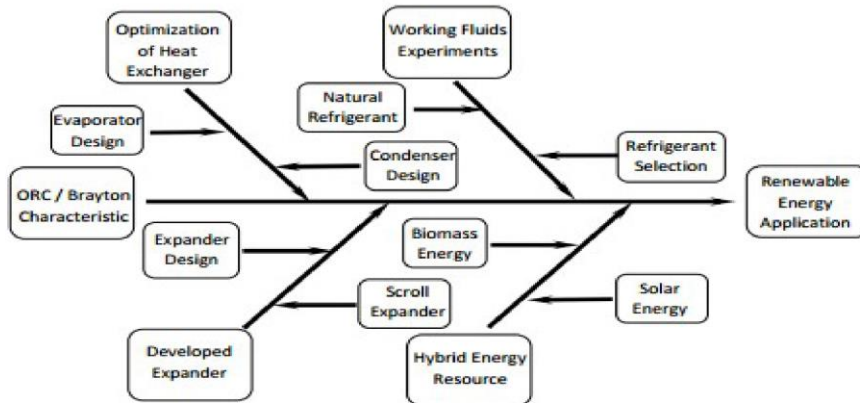 Optimization
of Heat
Exchanger
Working Fluids
Experiments
Natural
Refrigerant
Evaporator
Design
Condenser
Design
Refrigerant
Selection
ORC / Brayton
Characteristic
Renewable
Energy
Application
Expander
Design
Biomass
Energy
Scroll
Expander
Solar
Energy
Developed
Expander
Hybrid Energy
Resource